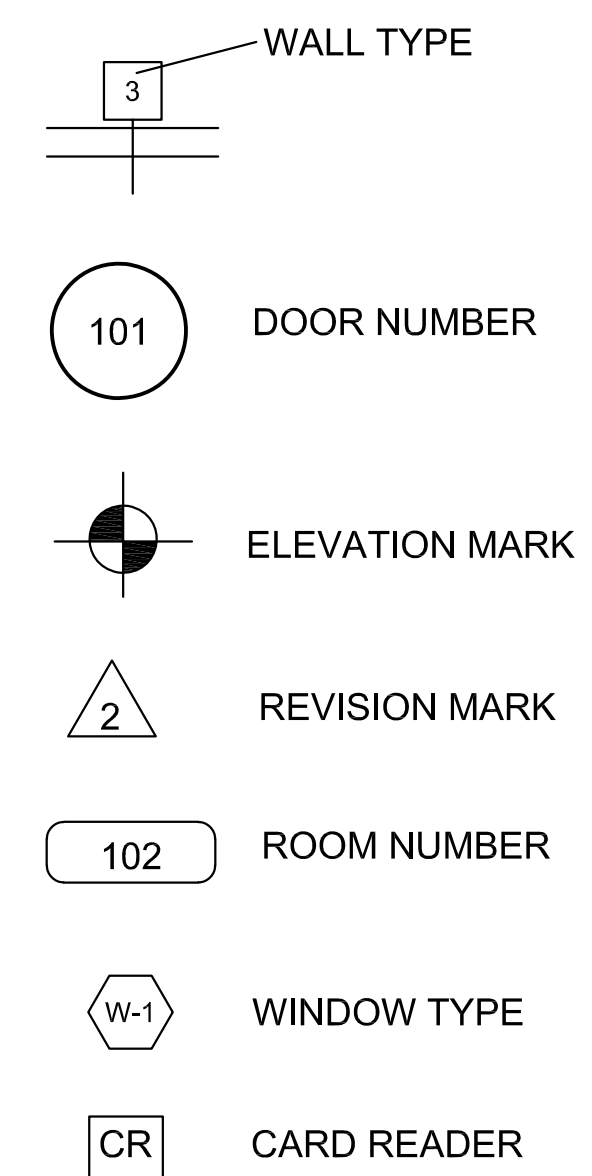 WALL TYPE
3
101 DOOR NUMBER
ELEVATION MARK
2 REVISION MARK
102 ROOM NUMBER
W-1 WINDOW TYPE
CR CARD READER